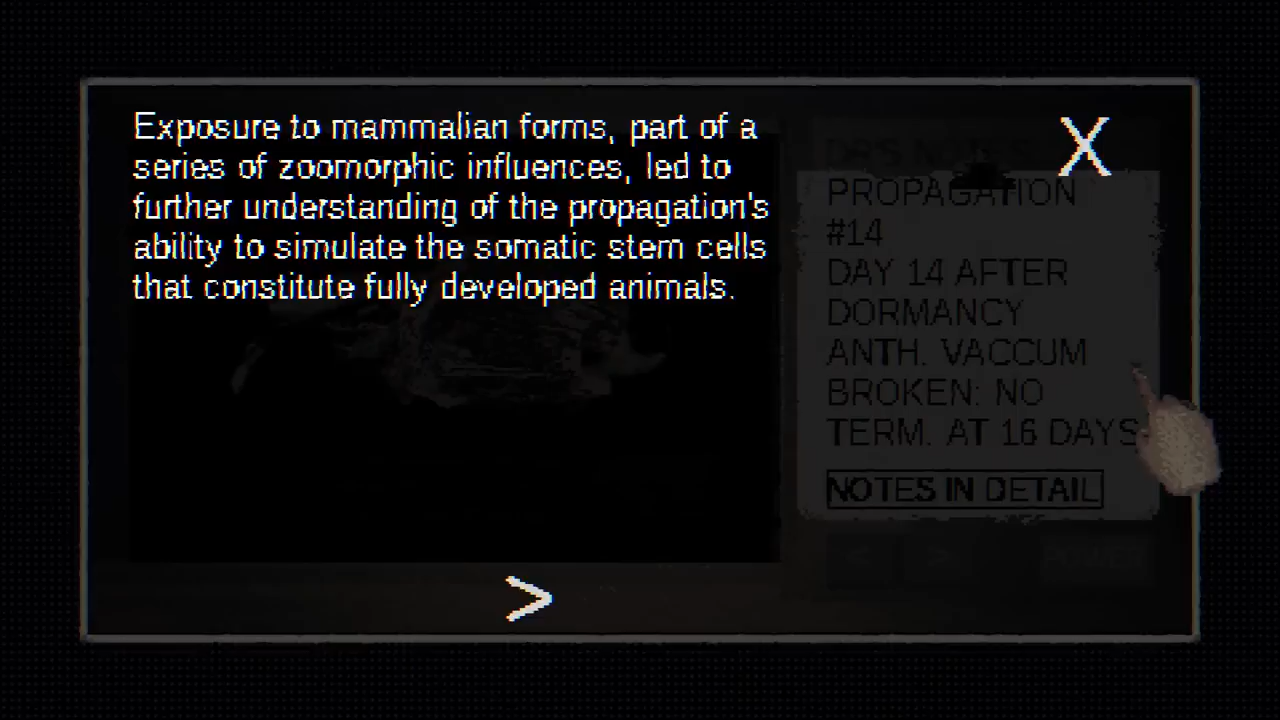 Exposure to mammalian forms, part of a
series of zoomorphic influences, led to
further understanding of the propagation's
ability to simulate the somatic stem cells
that constitute fully developed animals.
X
PROPAGATION
#14
DAY 14 AFTER
DORMANCY
ANTH. VACCUM
BROKEN: NO
TERM. AT 16 DAYS
NOTES IN DETAIL
< >
>